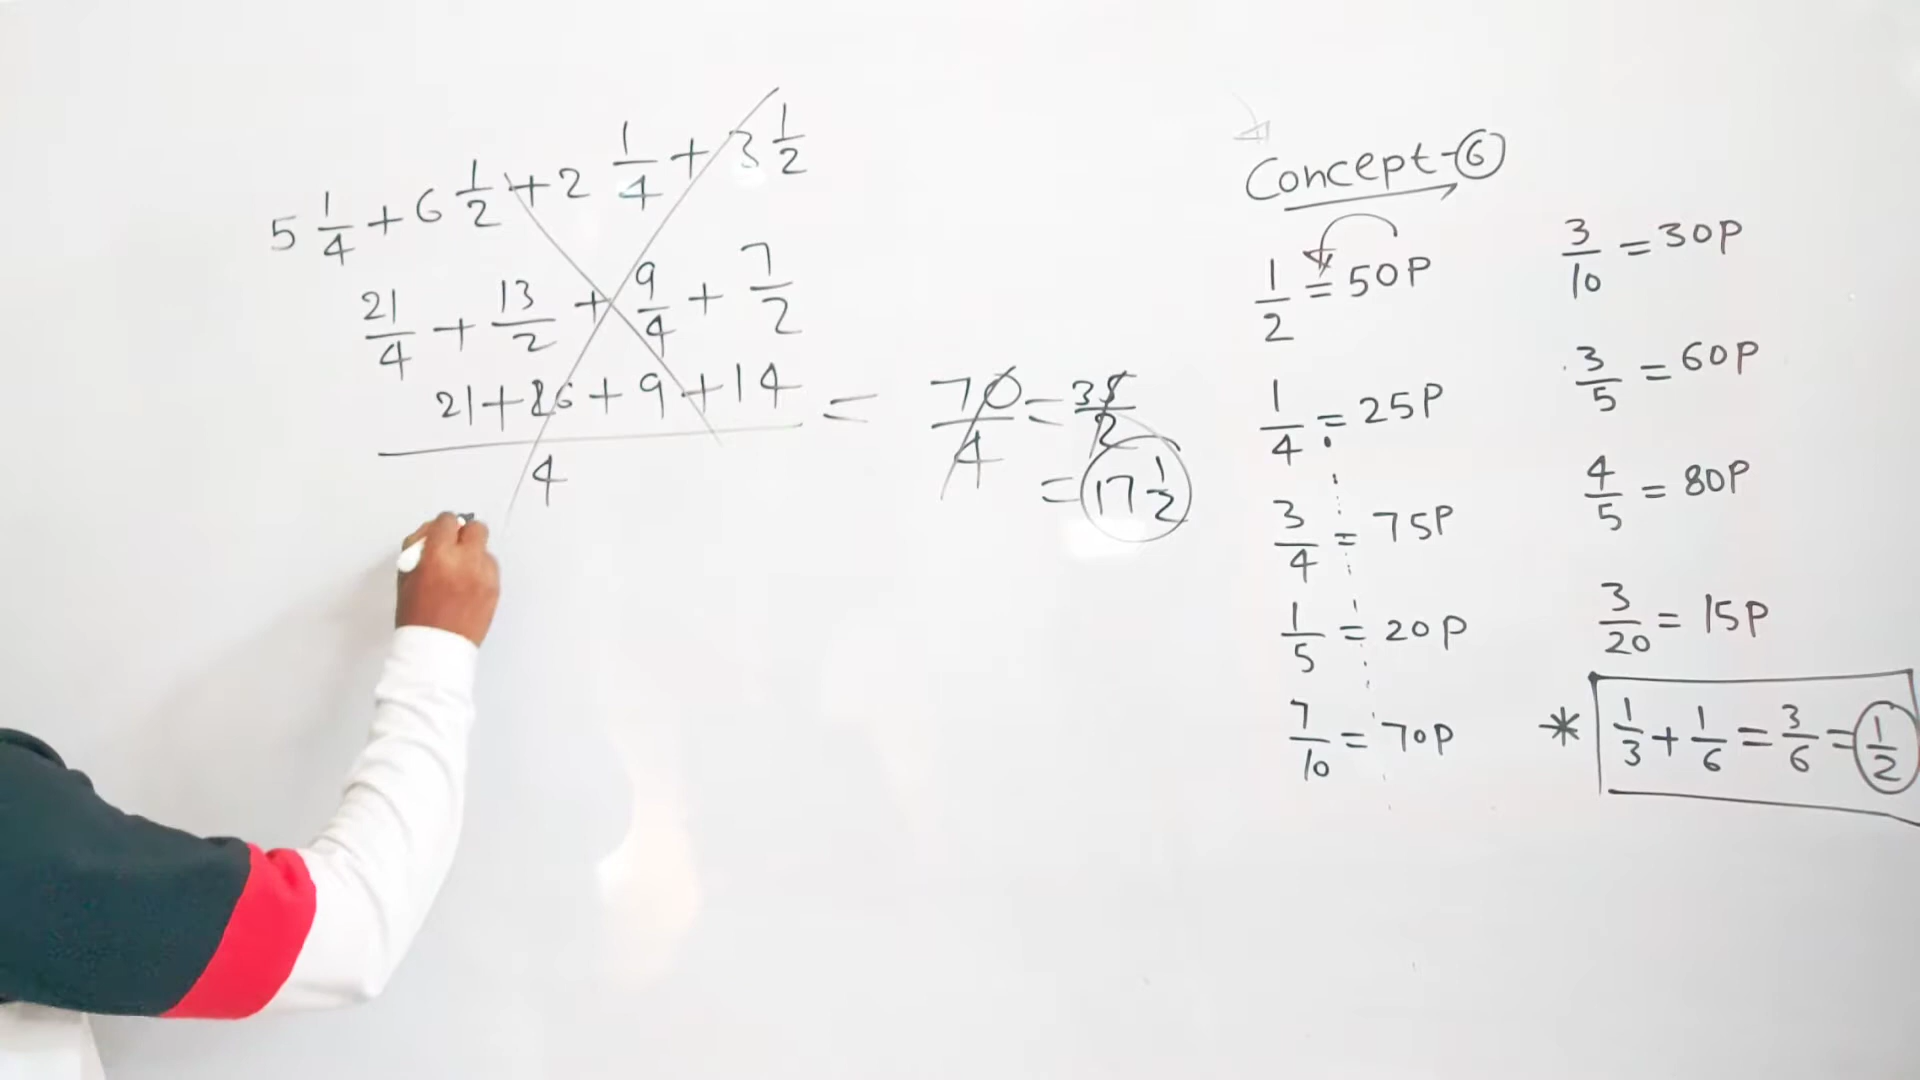 5 1/4 + 6 1/2 + 2 1/4 + 3 1/2
21/4 + 13/2 + 9/4 + 7/2
21+26+9+14 / 4 = 70/4 = 35/2
= 17 1/2
Concept-6
1/2 = 50P
1/4 = 25P
3/4 = 75P
1/5 = 20P
7/10 = 70P
3/10 = 30P
3/5 = 60P
4/5 = 80P
3/20 = 15P
* 1/3 + 1/6 = 3/6 = 1/2